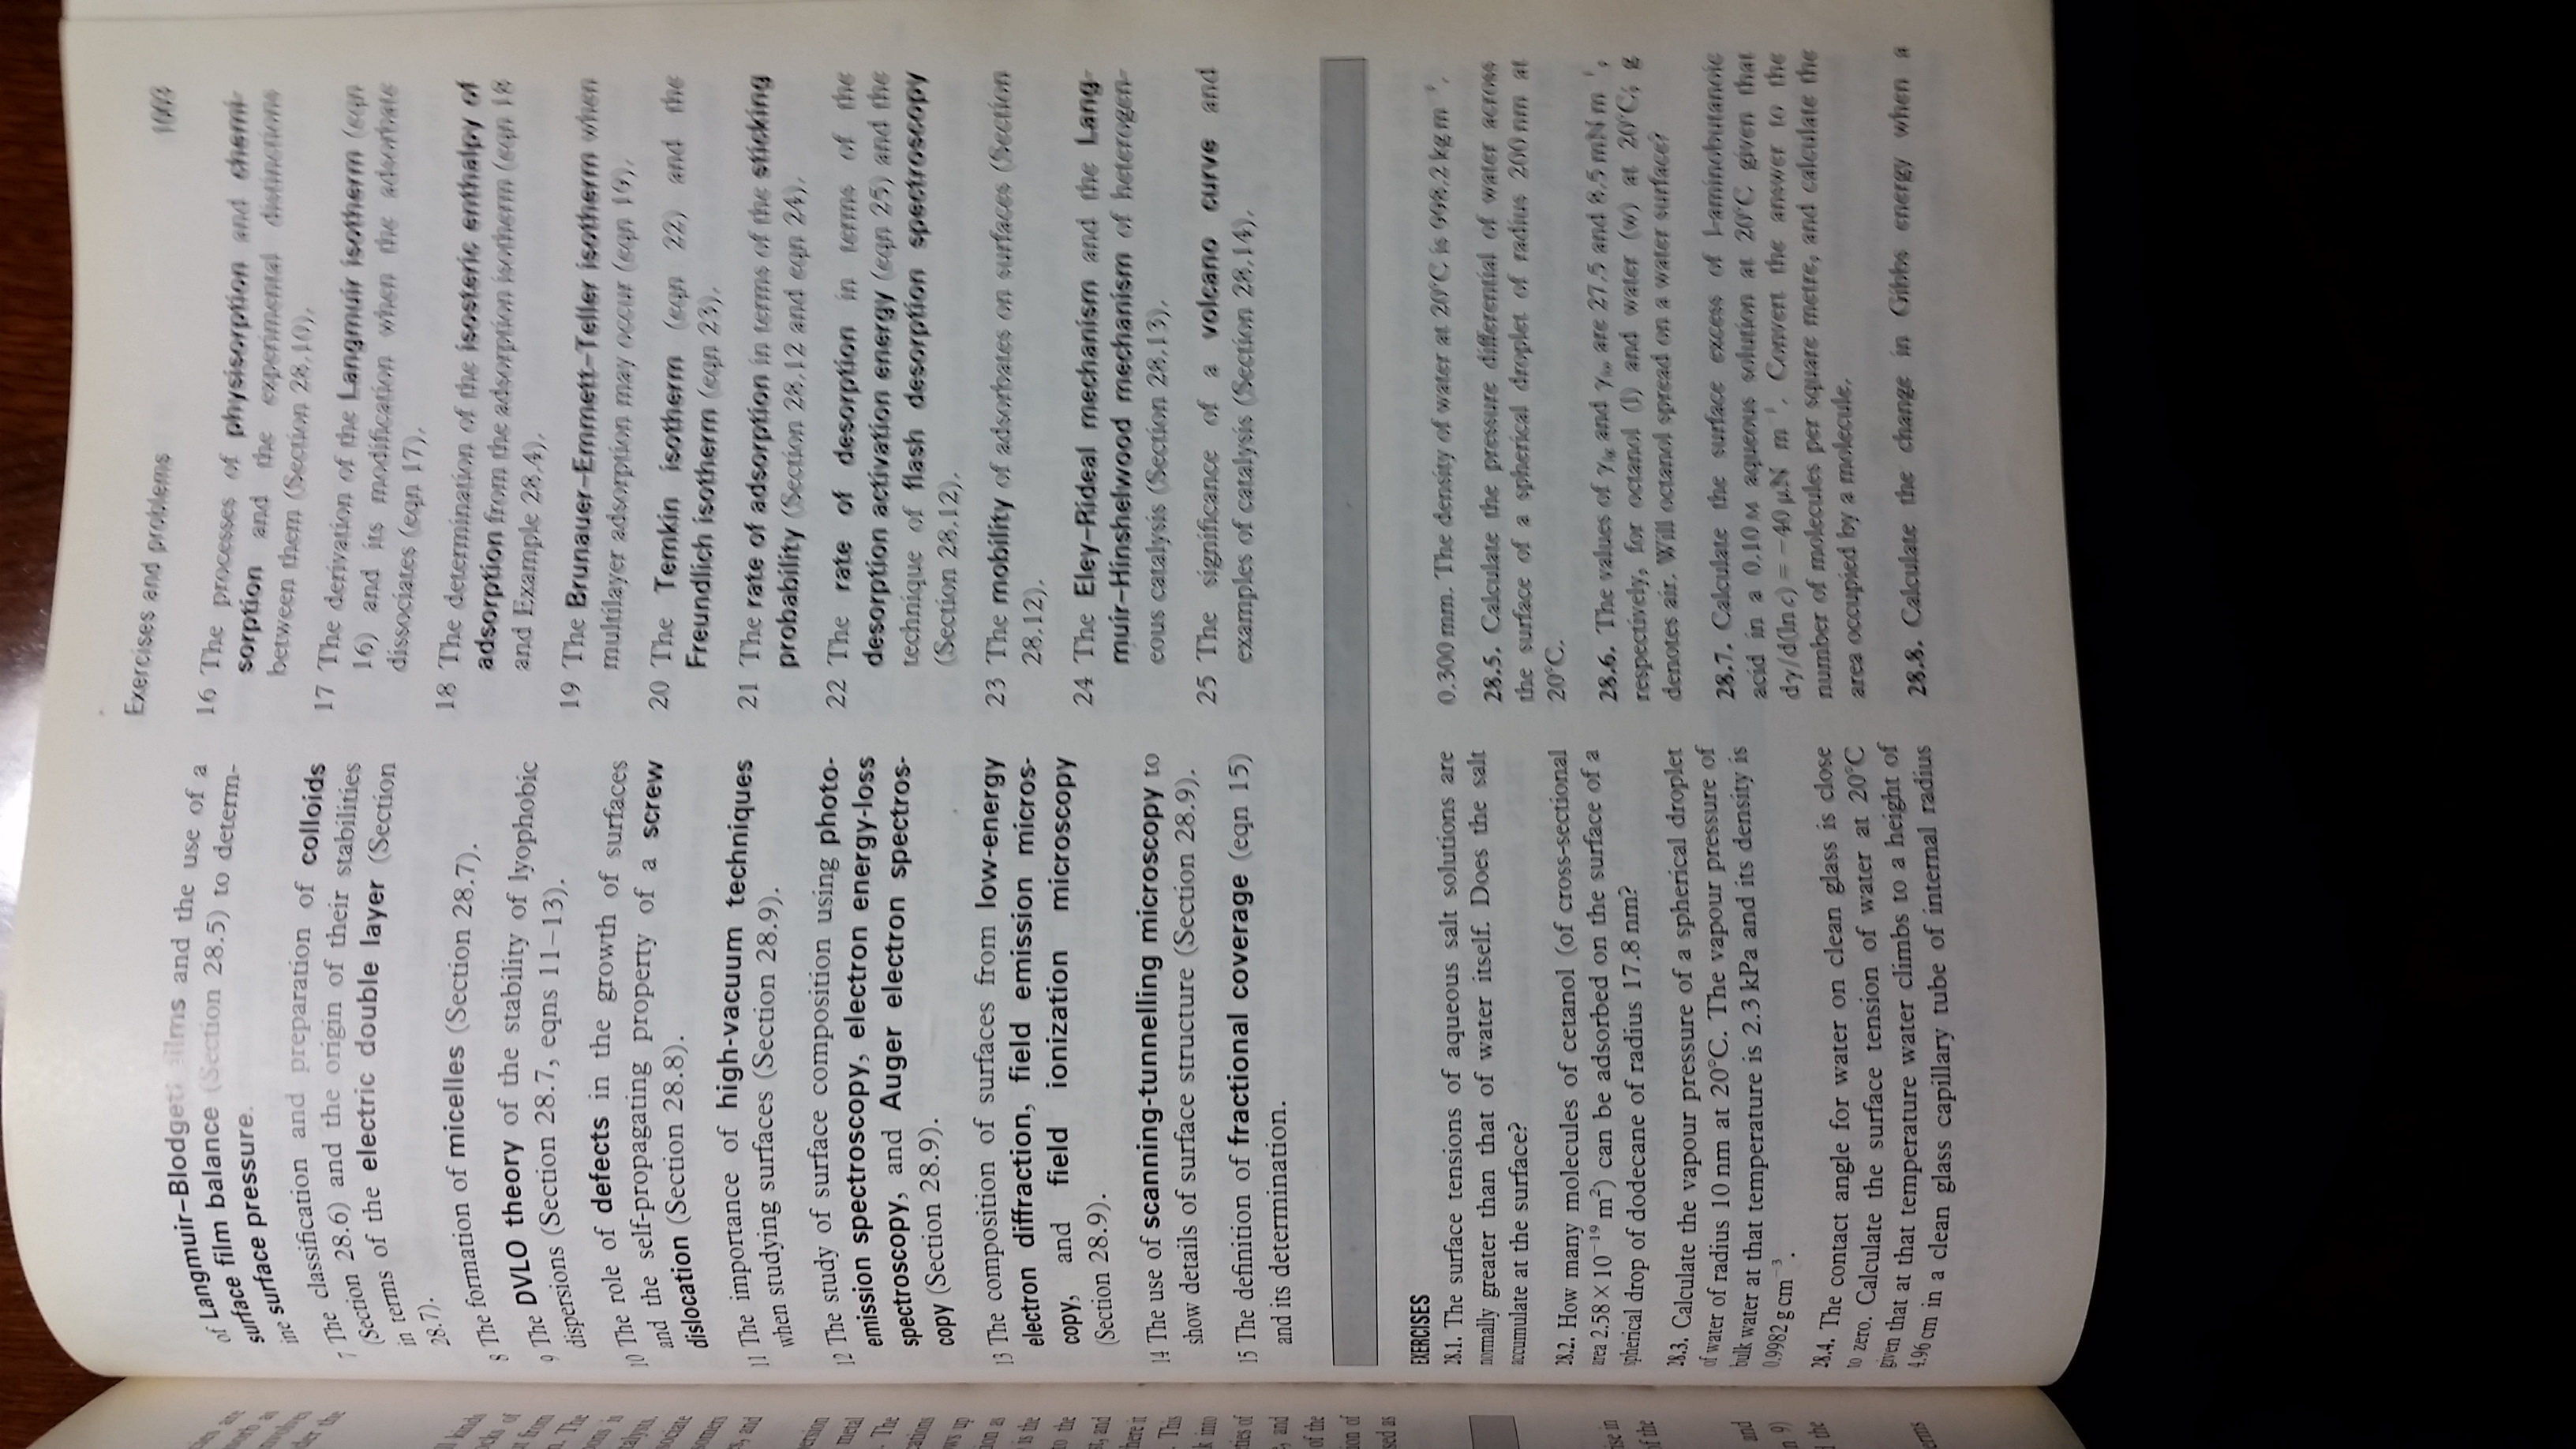 Exercises and problems
1003
of Langmuir–Blodgett films and the use of a
surface film balance (Section 28.5) to determ-
ine surface pressure.
7 The classification and preparation of colloids
(Section 28.6) and the origin of their stabilities
in terms of the electric double layer (Section
28.7).
8 The formation of micelles (Section 28.7).
9 The DVLO theory of the stability of lyophobic
dispersions (Section 28.7, eqns 11–13).
10 The role of defects in the growth of surfaces
and the self-propagating property of a screw
dislocation (Section 28.8).
11 The importance of high-vacuum techniques
when studying surfaces (Section 28.9).
12 The study of surface composition using photo-
emission spectroscopy, electron energy-loss
spectroscopy, and Auger electron spectros-
copy (Section 28.9).
13 The composition of surfaces from low-energy
electron diffraction, field emission micros-
copy, and field ionization microscopy
(Section 28.9).
14 The use of scanning-tunnelling microscopy to
show details of surface structure (Section 28.9).
15 The definition of fractional coverage (eqn 15)
and its determination.
16 The processes of physisorption and chemi-
sorption and the experimental distinctions
between them (Section 28.10).
17 The derivation of the Langmuir isotherm (eqn
16) and its modification when the adsorbate
dissociates (eqn 17).
18 The determination of the isosteric enthalpy of
adsorption from the adsorption isotherm (eqn 18
and Example 28.4).
19 The Brunauer–Emmett–Teller isotherm when
multilayer adsorption may occur (eqn 19).
20 The Temkin isotherm (eqn 22) and the
Freundlich isotherm (eqn 23).
21 The rate of adsorption in terms of the sticking
probability (Section 28.12 and eqn 24).
22 The rate of desorption in terms of the
desorption activation energy (eqn 25) and the
technique of flash desorption spectroscopy
(Section 28.12).
23 The mobility of adsorbates on surfaces (Section
28.12).
24 The Eley–Rideal mechanism and the Lang-
muir–Hinshelwood mechanism of heterogen-
eous catalysis (Section 28.13).
25 The significance of a volcano curve and
examples of catalysis (Section 28.14).
EXERCISES
28.1. The surface tensions of aqueous salt solutions are
normally greater than that of water itself. Does the salt
accumulate at the surface?
28.2. How many molecules of cetanol (of cross-sectional
area 2.58 × 10⁻¹⁹ m²) can be adsorbed on the surface of a
spherical drop of dodecane of radius 17.8 nm?
28.3. Calculate the vapour pressure of a spherical droplet
of water of radius 10 nm at 20°C. The vapour pressure of
bulk water at that temperature is 2.3 kPa and its density is
0.9982 g cm⁻³.
28.4. The contact angle for water on clean glass is close
to zero. Calculate the surface tension of water at 20°C
given that at that temperature water climbs to a height of
4.96 cm in a clean glass capillary tube of internal radius
0.300 mm. The density of water at 20°C is 998.2 kg m⁻³.
28.5. Calculate the pressure differential of water across
the surface of a spherical droplet of radius 200 nm at
20°C.
28.6. The values of γ_lg and γ_lw are 27.5 and 8.5 mN m⁻¹,
respectively, for octanol (l) and water (w) at 20°C; g
denotes air. Will octanol spread on a water surface?
28.7. Calculate the surface excess of 1-aminobutanoic
acid in a 0.10 M aqueous solution at 20°C given that
dγ/d(ln c) = −40 μN m⁻¹. Convert the answer to the
number of molecules per square metre, and calculate the
area occupied by a molecule.
28.8. Calculate the change in Gibbs energy when a